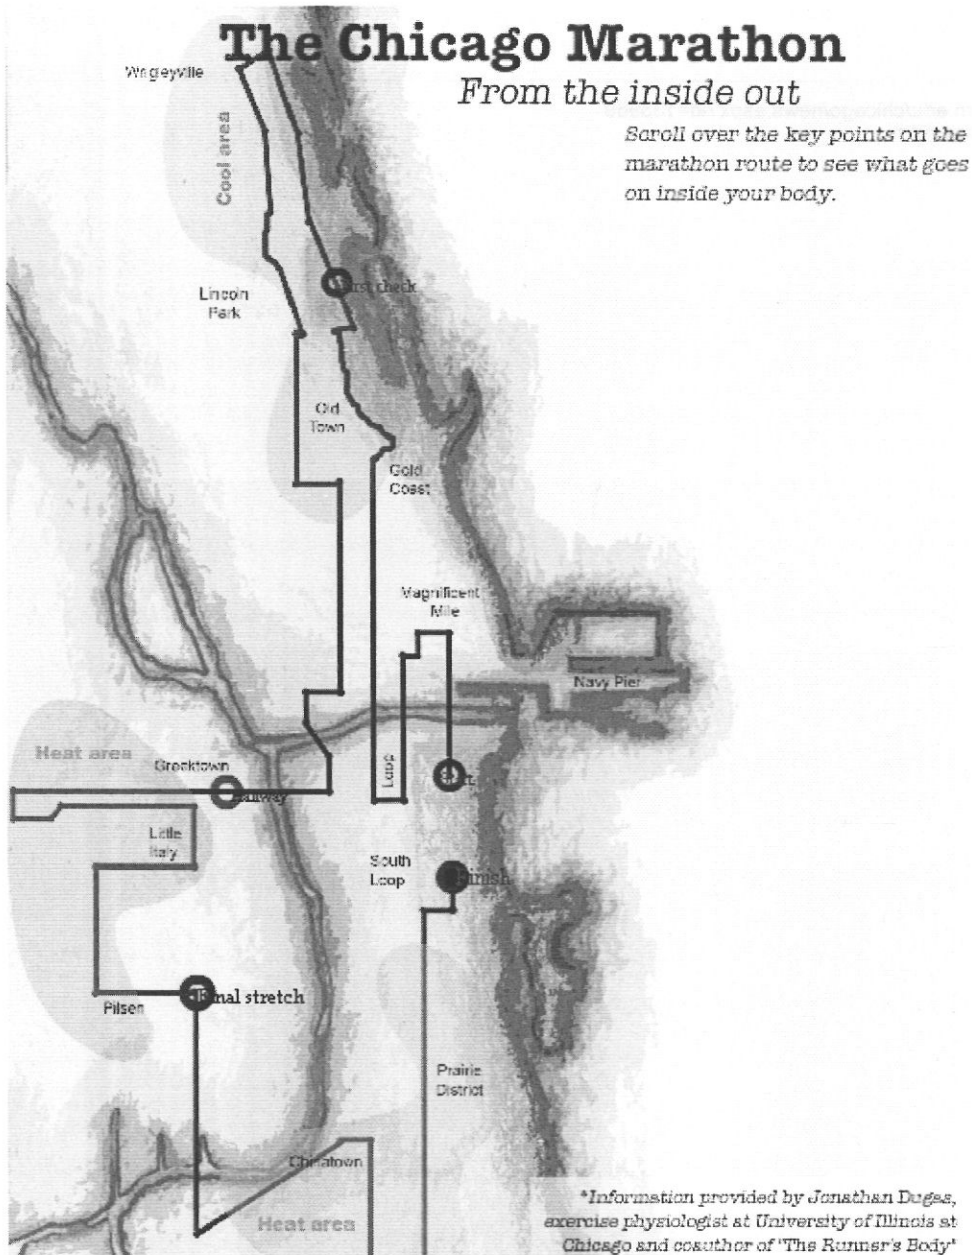 The Chicago Marathon
From the inside out
Scroll over the key points on the
marathon route to see what goes
on inside your body.
Wrigleyville
Cool area
First check
Lincoln
Park
Old
Town
Gold
Coast
Magnificent
Mile
Navy Pier
Heat area
Greektown
Halfway
Loop
Start
Little
Italy
South
Loop
Finish
Final stretch
Pilsen
Prairie
District
Chinatown
Heat area
*Information provided by Jonathan Dugas,
exercise physiologist at University of Illinois at
Chicago and coauthor of "The Runner's Body"